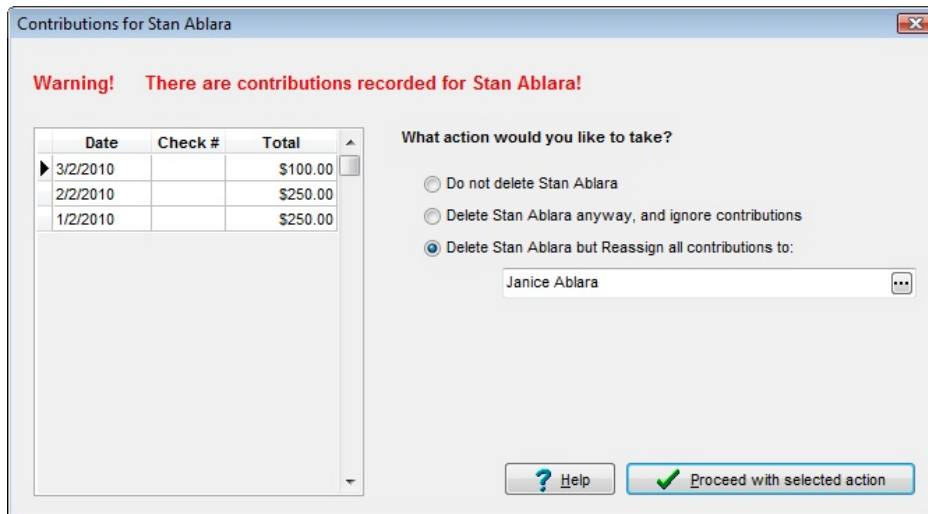 Contributions for Stan Ablara
Warning! There are contributions recorded for Stan Ablara!
Date Check # Total
3/2/2010 $100.00
2/2/2010 $250.00
1/2/2010 $250.00
What action would you like to take?
Do not delete Stan Ablara
Delete Stan Ablara anyway, and ignore contributions
Delete Stan Ablara but Reassign all contributions to:
Janice Ablara
? Help
Proceed with selected action